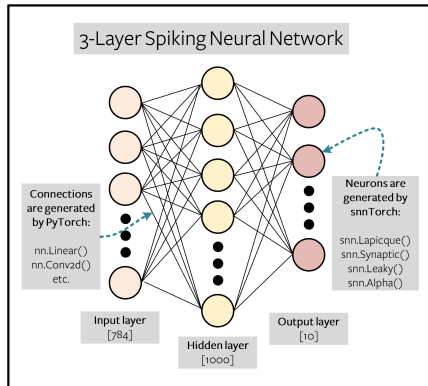 3-Layer Spiking Neural Network
Connections
are generated
by PyTorch:
nn.Linear()
nn.Conv2d()
etc.
Neurons are
generated by
snnTorch:
snn.Lapicque()
snn.Synaptic()
snn.Leaky()
snn.Alpha()
Input layer
[784]
Hidden layer
[1000]
Output layer
[10]